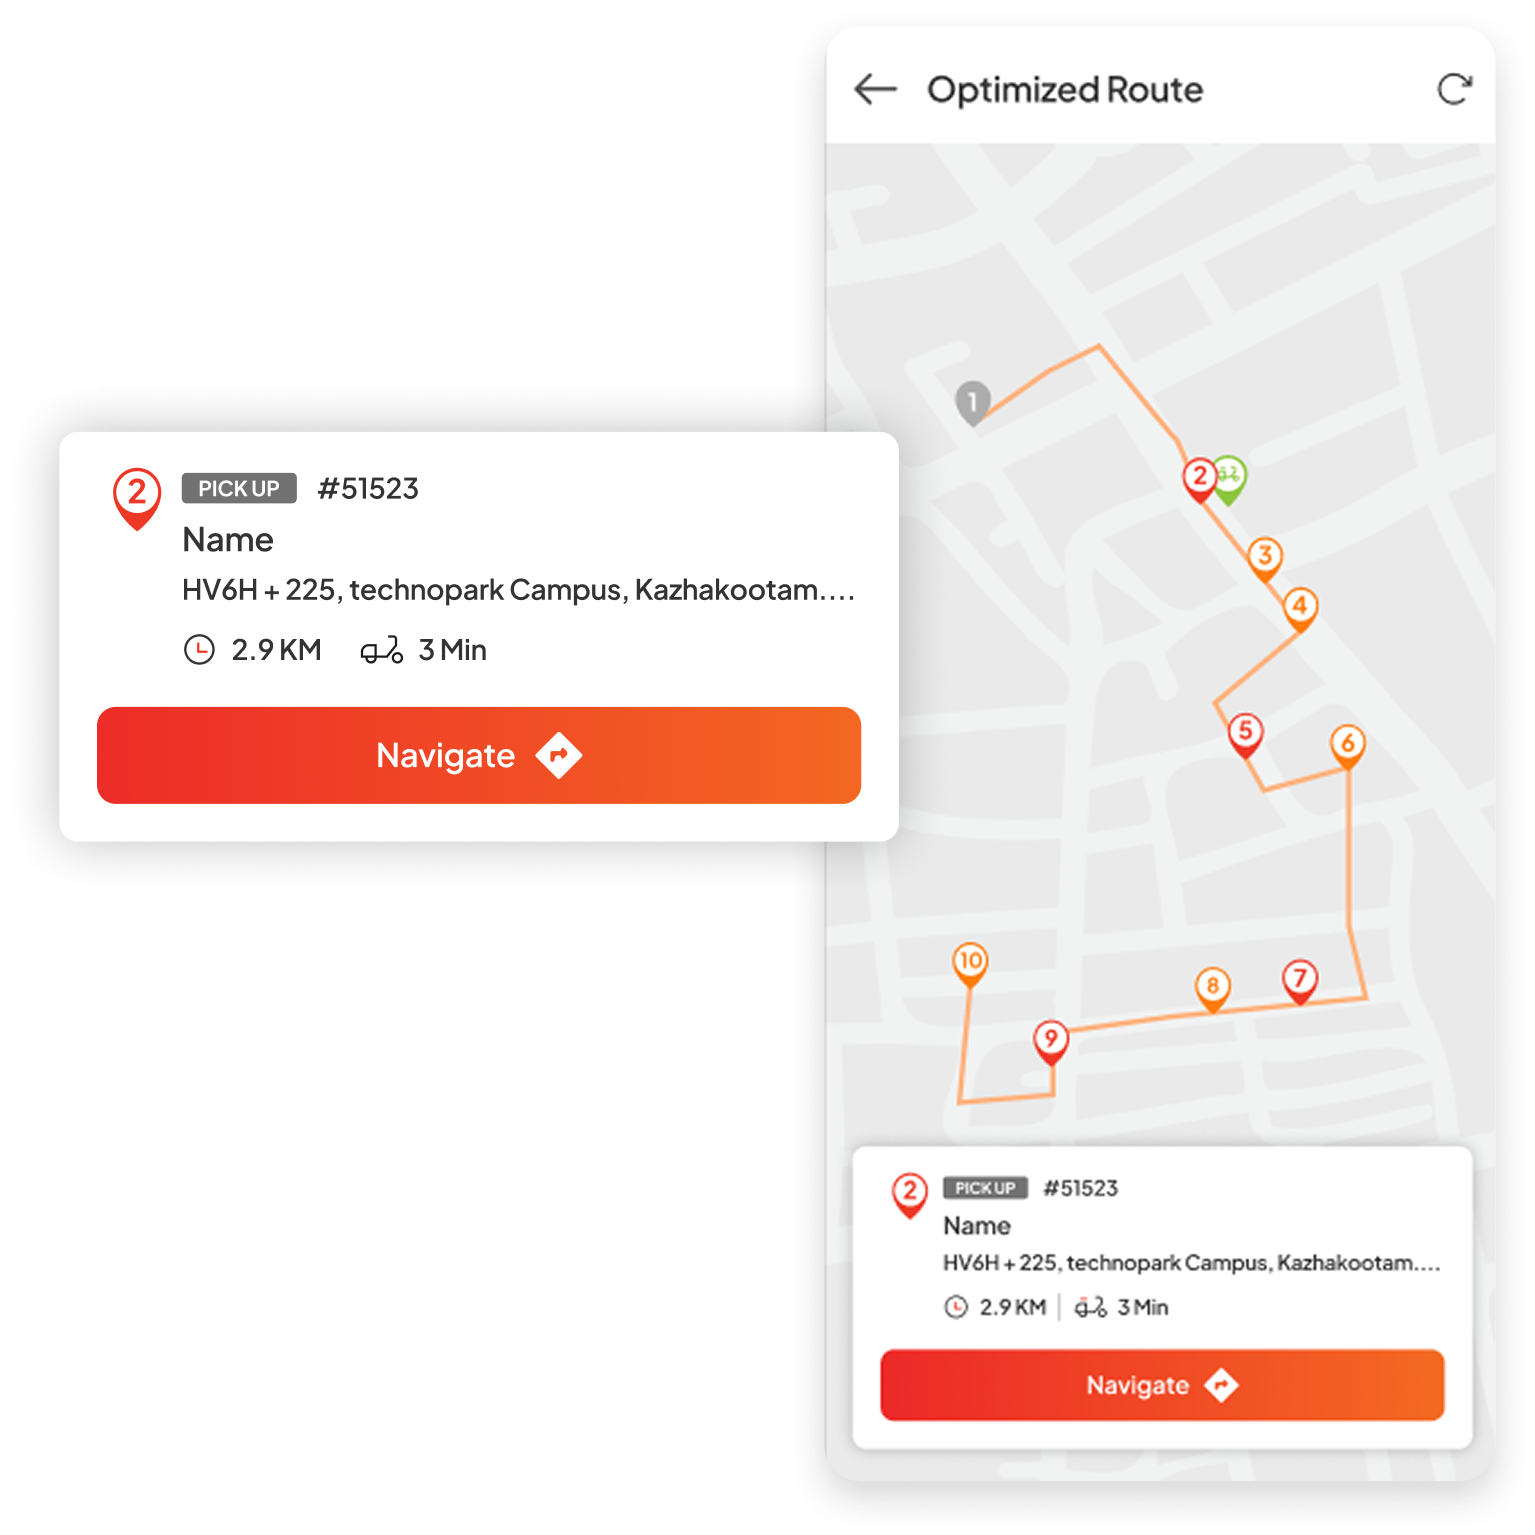 Optimized Route
1
2
3
4
5
6
7
8
9
10
2 PICK UP #51523
Name
HV6H + 225, technopark Campus, Kazhakootam....
2.9 KM 3 Min
Navigate
2 PICK UP #51523
Name
HV6H + 225, technopark Campus, Kazhakootam....
2.9 KM 3 Min
Navigate